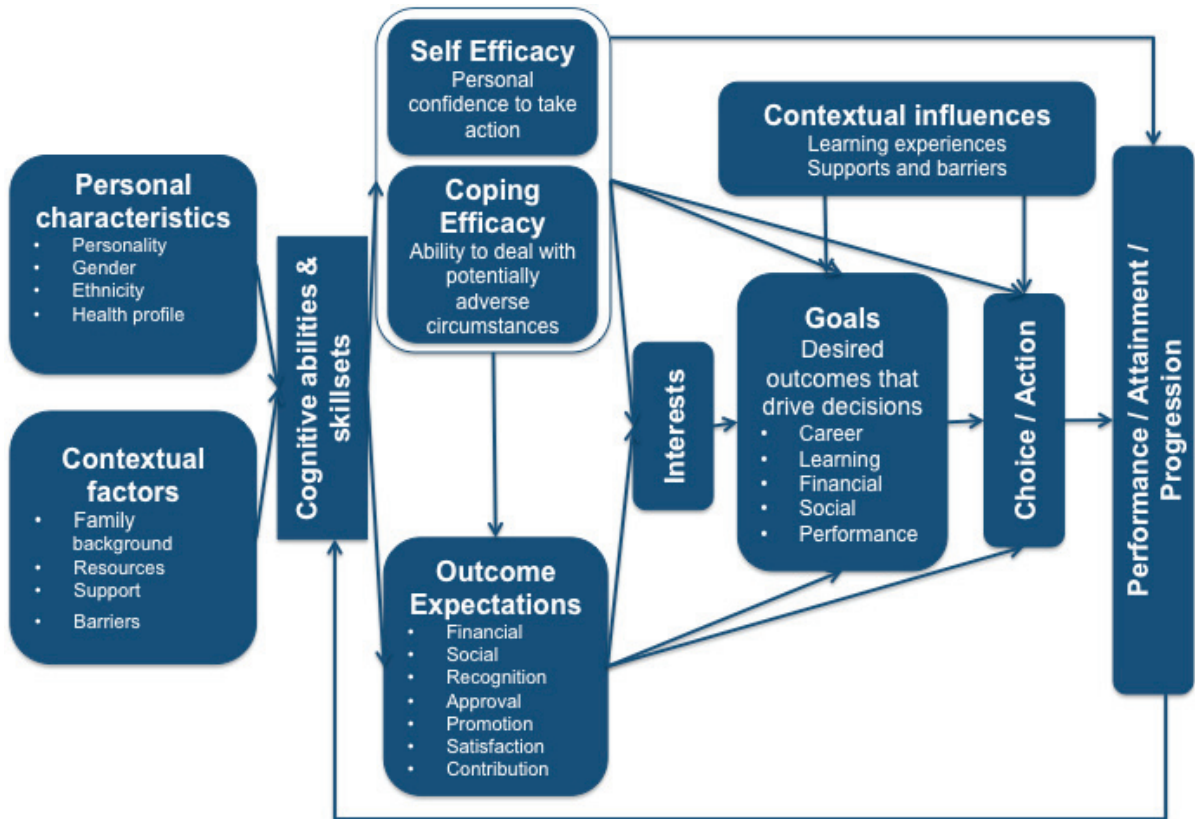 Personal
characteristics
• Personality
• Gender
• Ethnicity
• Health profile
Contextual
factors
• Family
background
• Resources
• Support
• Barriers
Cognitive abilities &
skillsets
Self Efficacy
Personal
confidence to take
action
Coping
Efficacy
Ability to deal with
potentially
adverse
circumstances
Outcome
Expectations
• Financial
• Social
• Recognition
• Approval
• Promotion
• Satisfaction
• Contribution
Interests
Contextual influences
Learning experiences
Supports and barriers
Goals
Desired
outcomes that
drive decisions
• Career
• Learning
• Financial
• Social
• Performance
Choice / Action
Performance / Attainment /
Progression